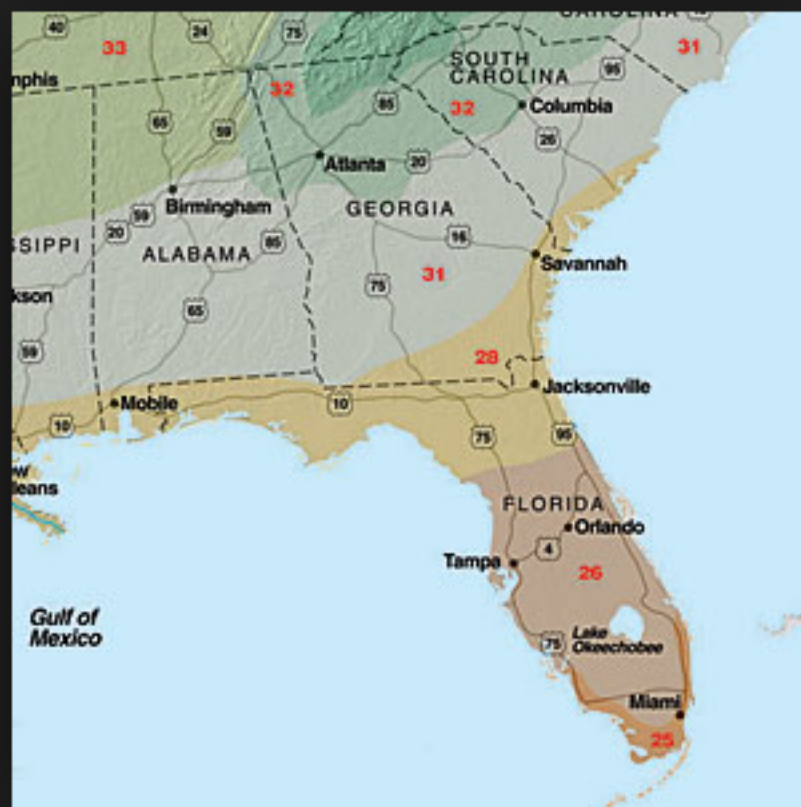 40
33
24
75
CAROLINA
31
SOUTH
CAROLINA
95
mphis
32
85
32
Columbia
65
59
26
Atlanta
20
Birmingham
59
GEORGIA
20
SSIPPI
ALABAMA
85
16
Savannah
31
75
kson
65
59
28
Jacksonville
Mobile
10
10
75
95
w
leans
FLORIDA
Orlando
4
Tampa
26
Gulf of
Mexico
75
Lake
Okeechobee
Miami
25